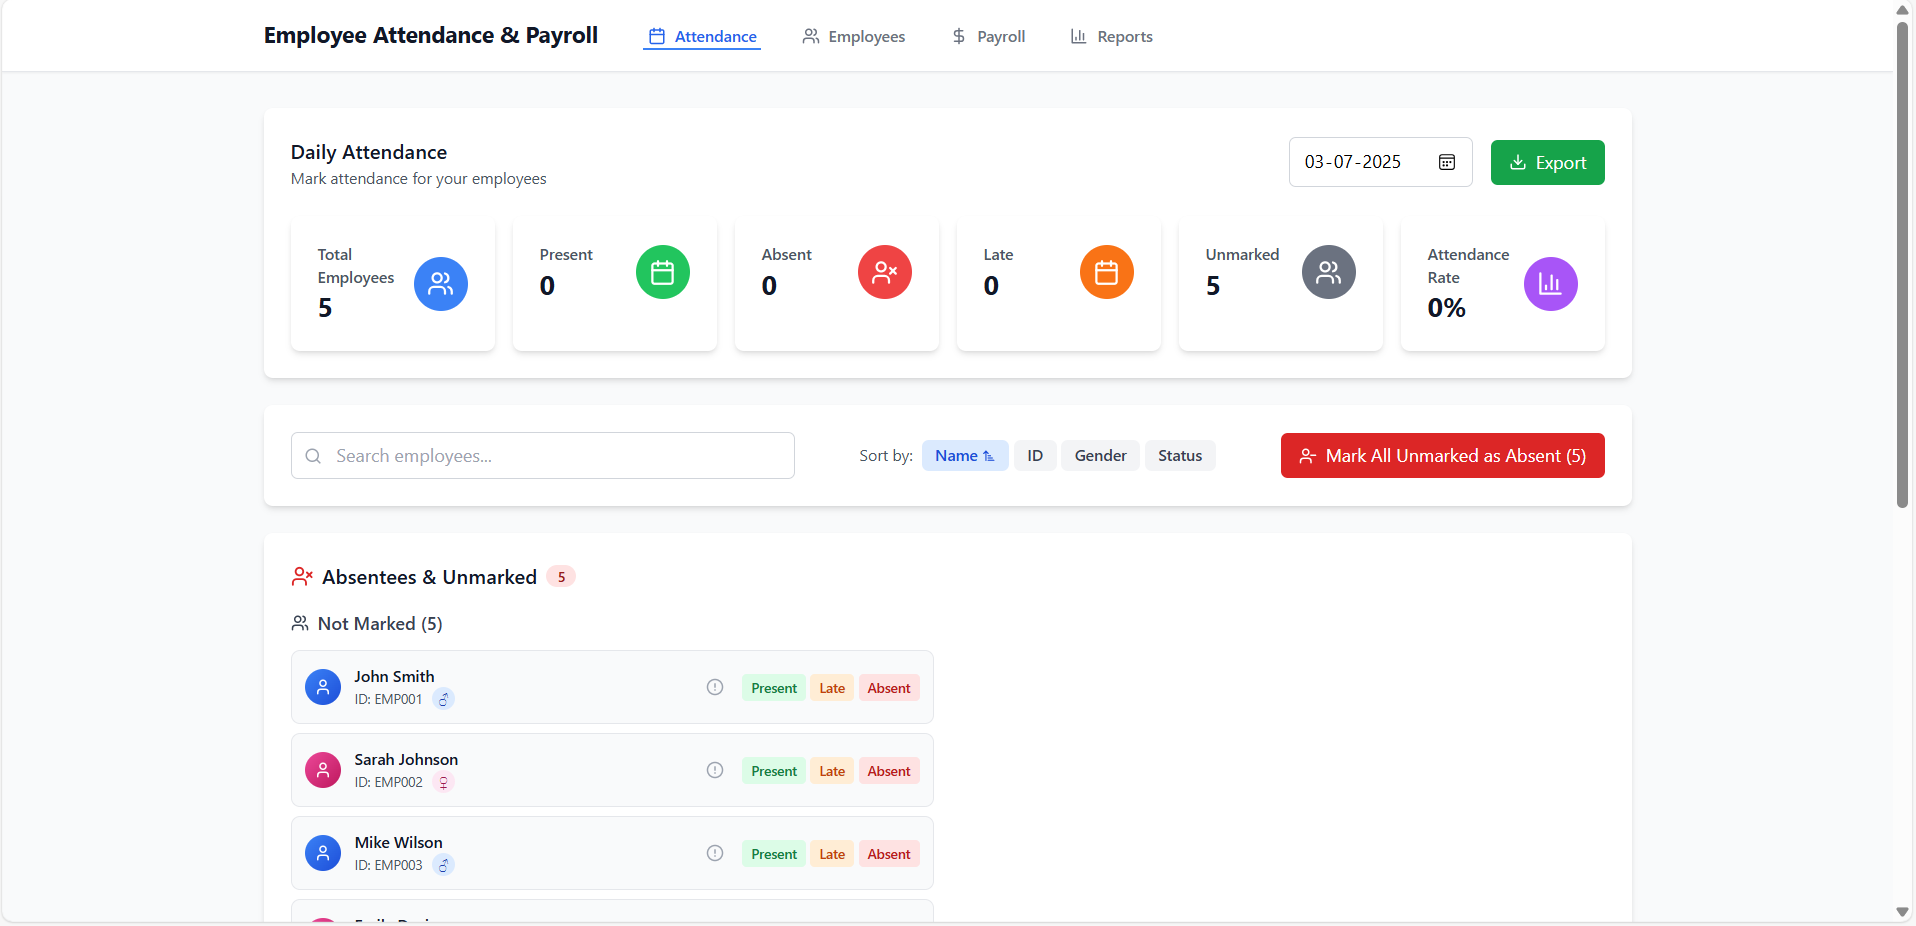 Employee Attendance & Payroll
Attendance
Employees
Payroll
Reports
Daily Attendance
Mark attendance for your employees
03-07-2025
Export
Total Employees
5
Present
0
Absent
0
Late
0
Unmarked
5
Attendance Rate
0%
Search employees...
Sort by: Name ID Gender Status
Mark All Unmarked as Absent (5)
Absentees & Unmarked 5
Not Marked (5)
John Smith
ID: EMP001 ♂
Present Late Absent
Sarah Johnson
ID: EMP002 ♀
Present Late Absent
Mike Wilson
ID: EMP003 ♂
Present Late Absent